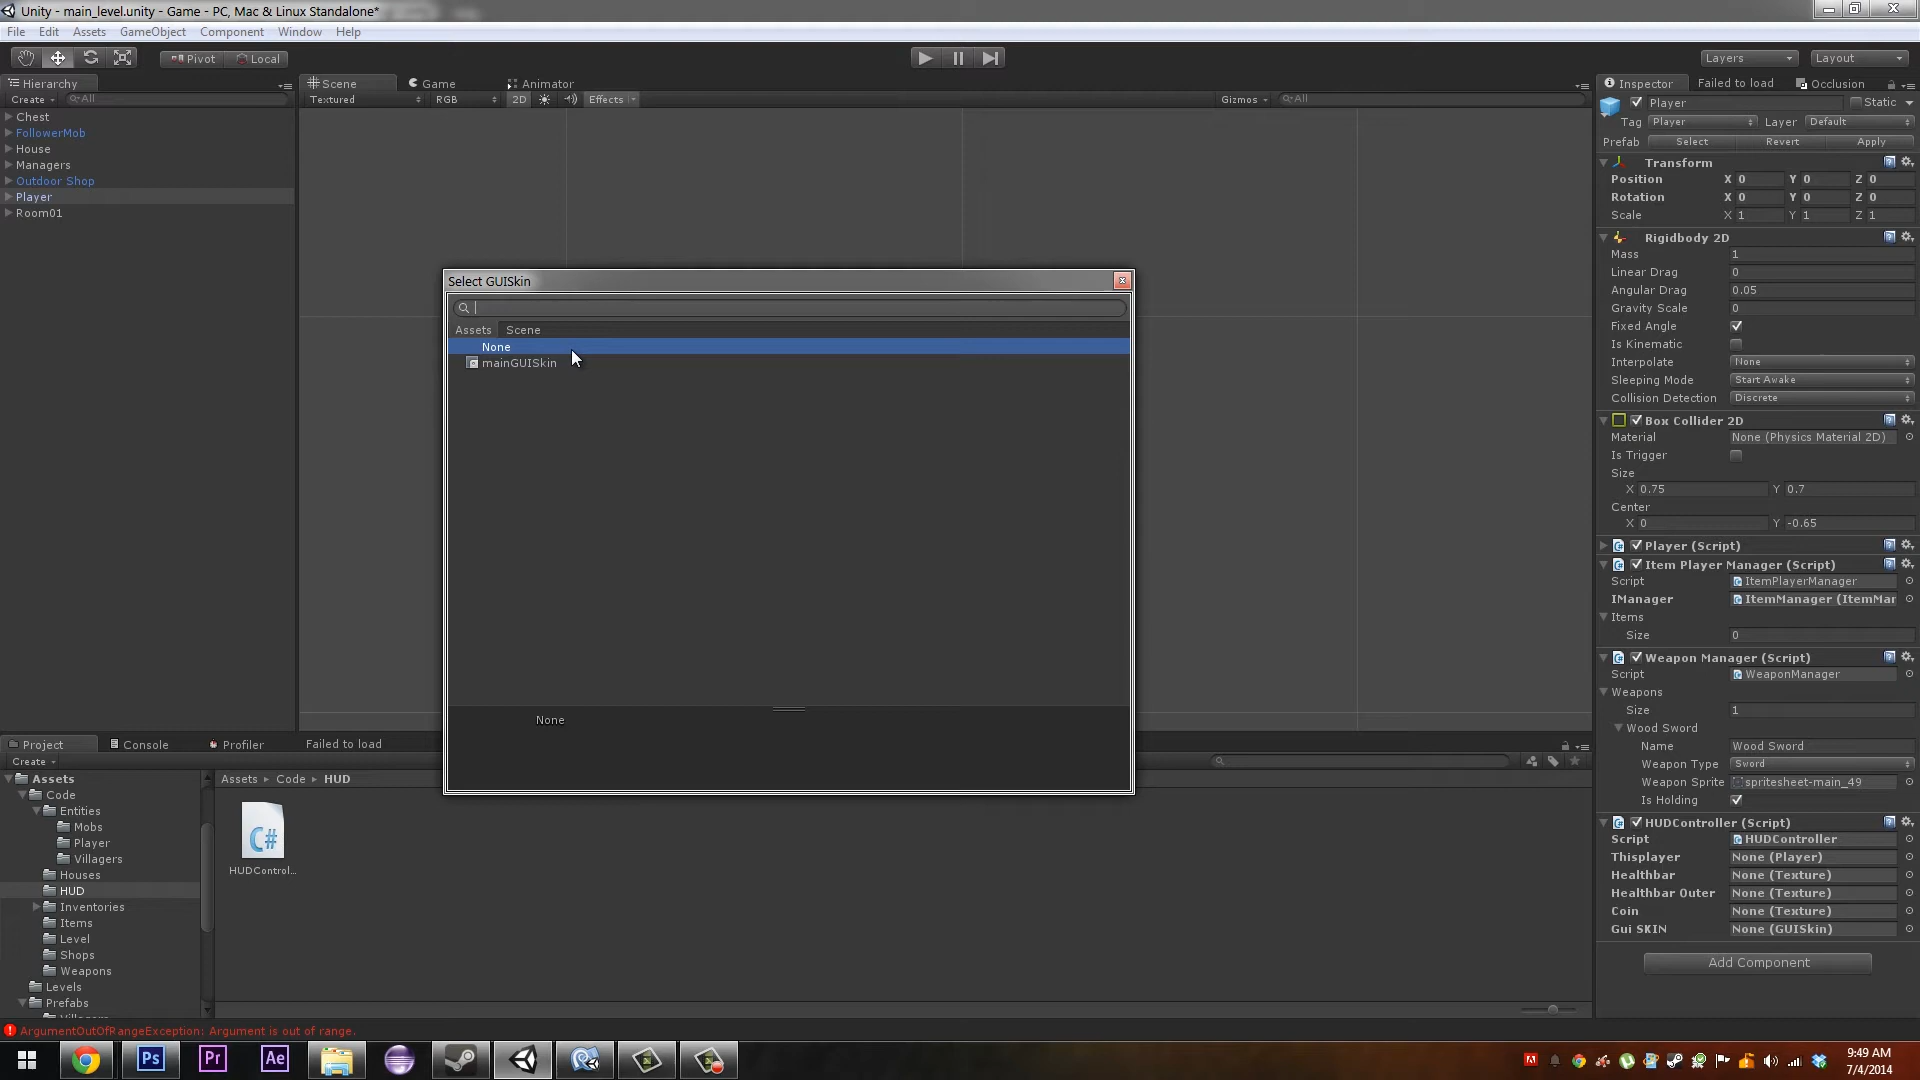 Unity - main_level.unity - Game - PC, Mac & Linux Standalone*
File Edit Assets GameObject Component Window Help
Pivot Local Layers Layout
Hierarchy
Create All
Chest
FollowerMob
House
Managers
Outdoor Shop
Player
Room01
Scene Game Animator
Textured RGB 2D Effects Gizmos All
Select GUISkin
Assets Scene
None
mainGUISkin
None
Inspector Failed to load Occlusion
Player Static
Tag Player Layer Default
Prefab Select Revert Apply
Transform
Position X 0 Y 0 Z 0
Rotation X 0 Y 0 Z 0
Scale X 1 Y 1 Z 1
Rigidbody 2D
Mass 1
Linear Drag 0
Angular Drag 0.05
Gravity Scale 0
Fixed Angle
Is Kinematic
Interpolate None
Sleeping Mode Start Awake
Collision Detection Discrete
Box Collider 2D
Material None (Physics Material 2D)
Is Trigger
Size
X 0.75 Y 0.7
Center
X 0 Y -0.65
Player (Script)
Item Player Manager (Script)
Script ItemPlayerManager
IManager ItemManager (ItemMar
Items
Size 0
Weapon Manager (Script)
Script WeaponManager
Weapons
Size 1
Wood Sword
Name Wood Sword
Weapon Type Sword
Weapon Sprite spritesheet-main_49
Is Holding
HUDController (Script)
Script HUDController
Thisplayer None (Player)
Healthbar None (Texture)
Healthbar Outer None (Texture)
Coin None (Texture)
Gui SKIN None (GUISkin)
Add Component
Project Console Profiler Failed to load
Create
Assets
Code
Entities
Mobs
Player
Villagers
Houses
HUD
Inventories
Items
Level
Shops
Weapons
Levels
Prefabs
Assets Code HUD
C#
HUDControl...
ArgumentOutOfRangeException: Argument is out of range.
Ps Pr Ae
9:49 AM
7/4/2014